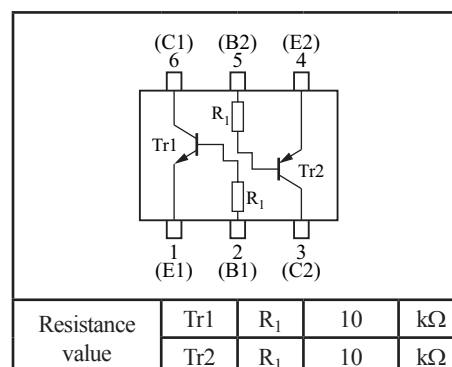 (C1) (B2) (E2)
6 5 4
R1
Tr1
Tr2
R1
1 2 3
(E1) (B1) (C2)
Resistance value
Tr1 R1 10 kΩ
Tr2 R1 10 kΩ